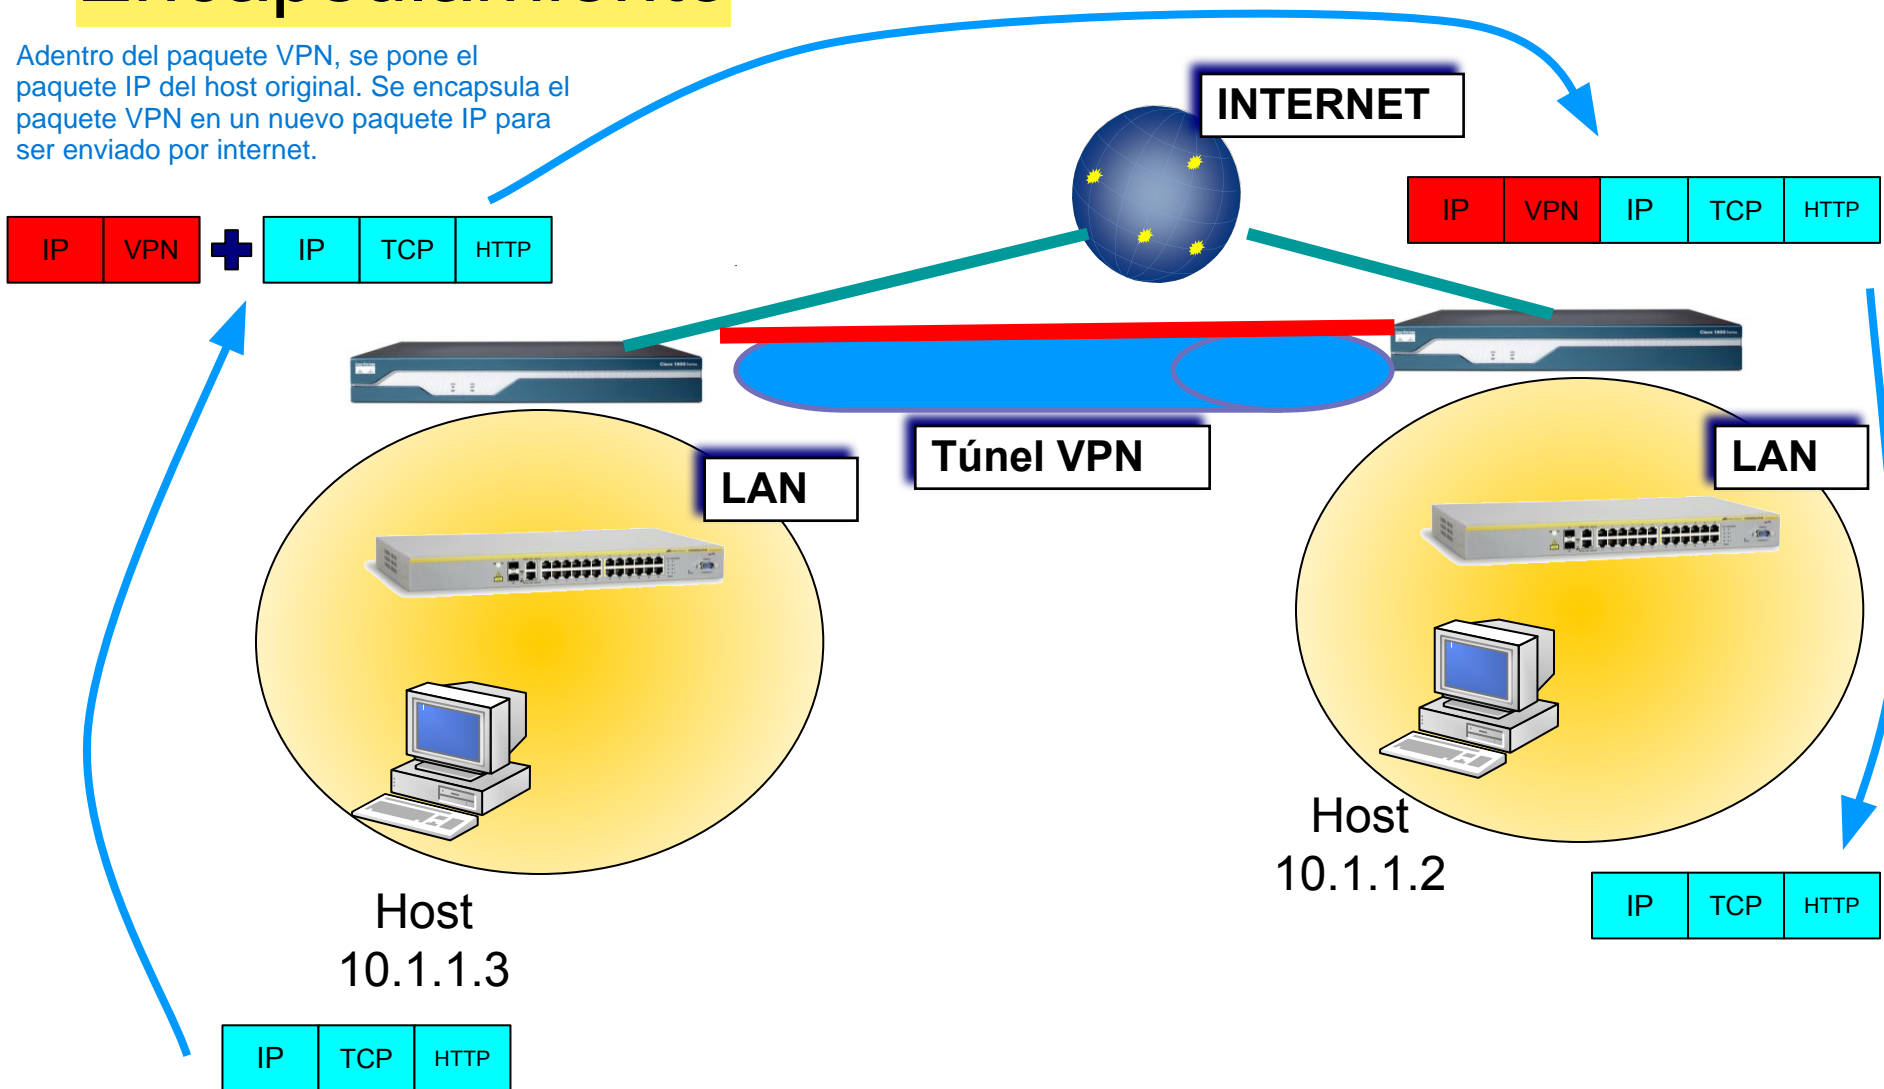 Encapsulamiento
Adentro del paquete VPN, se pone el
paquete IP del host original. Se encapsula el
paquete VPN en un nuevo paquete IP para
ser enviado por internet.
INTERNET
IP VPN IP TCP HTTP
IP VPN IP TCP HTTP
Túnel VPN
LAN
LAN
Host
10.1.1.2
IP TCP HTTP
Host
10.1.1.3
IP TCP HTTP